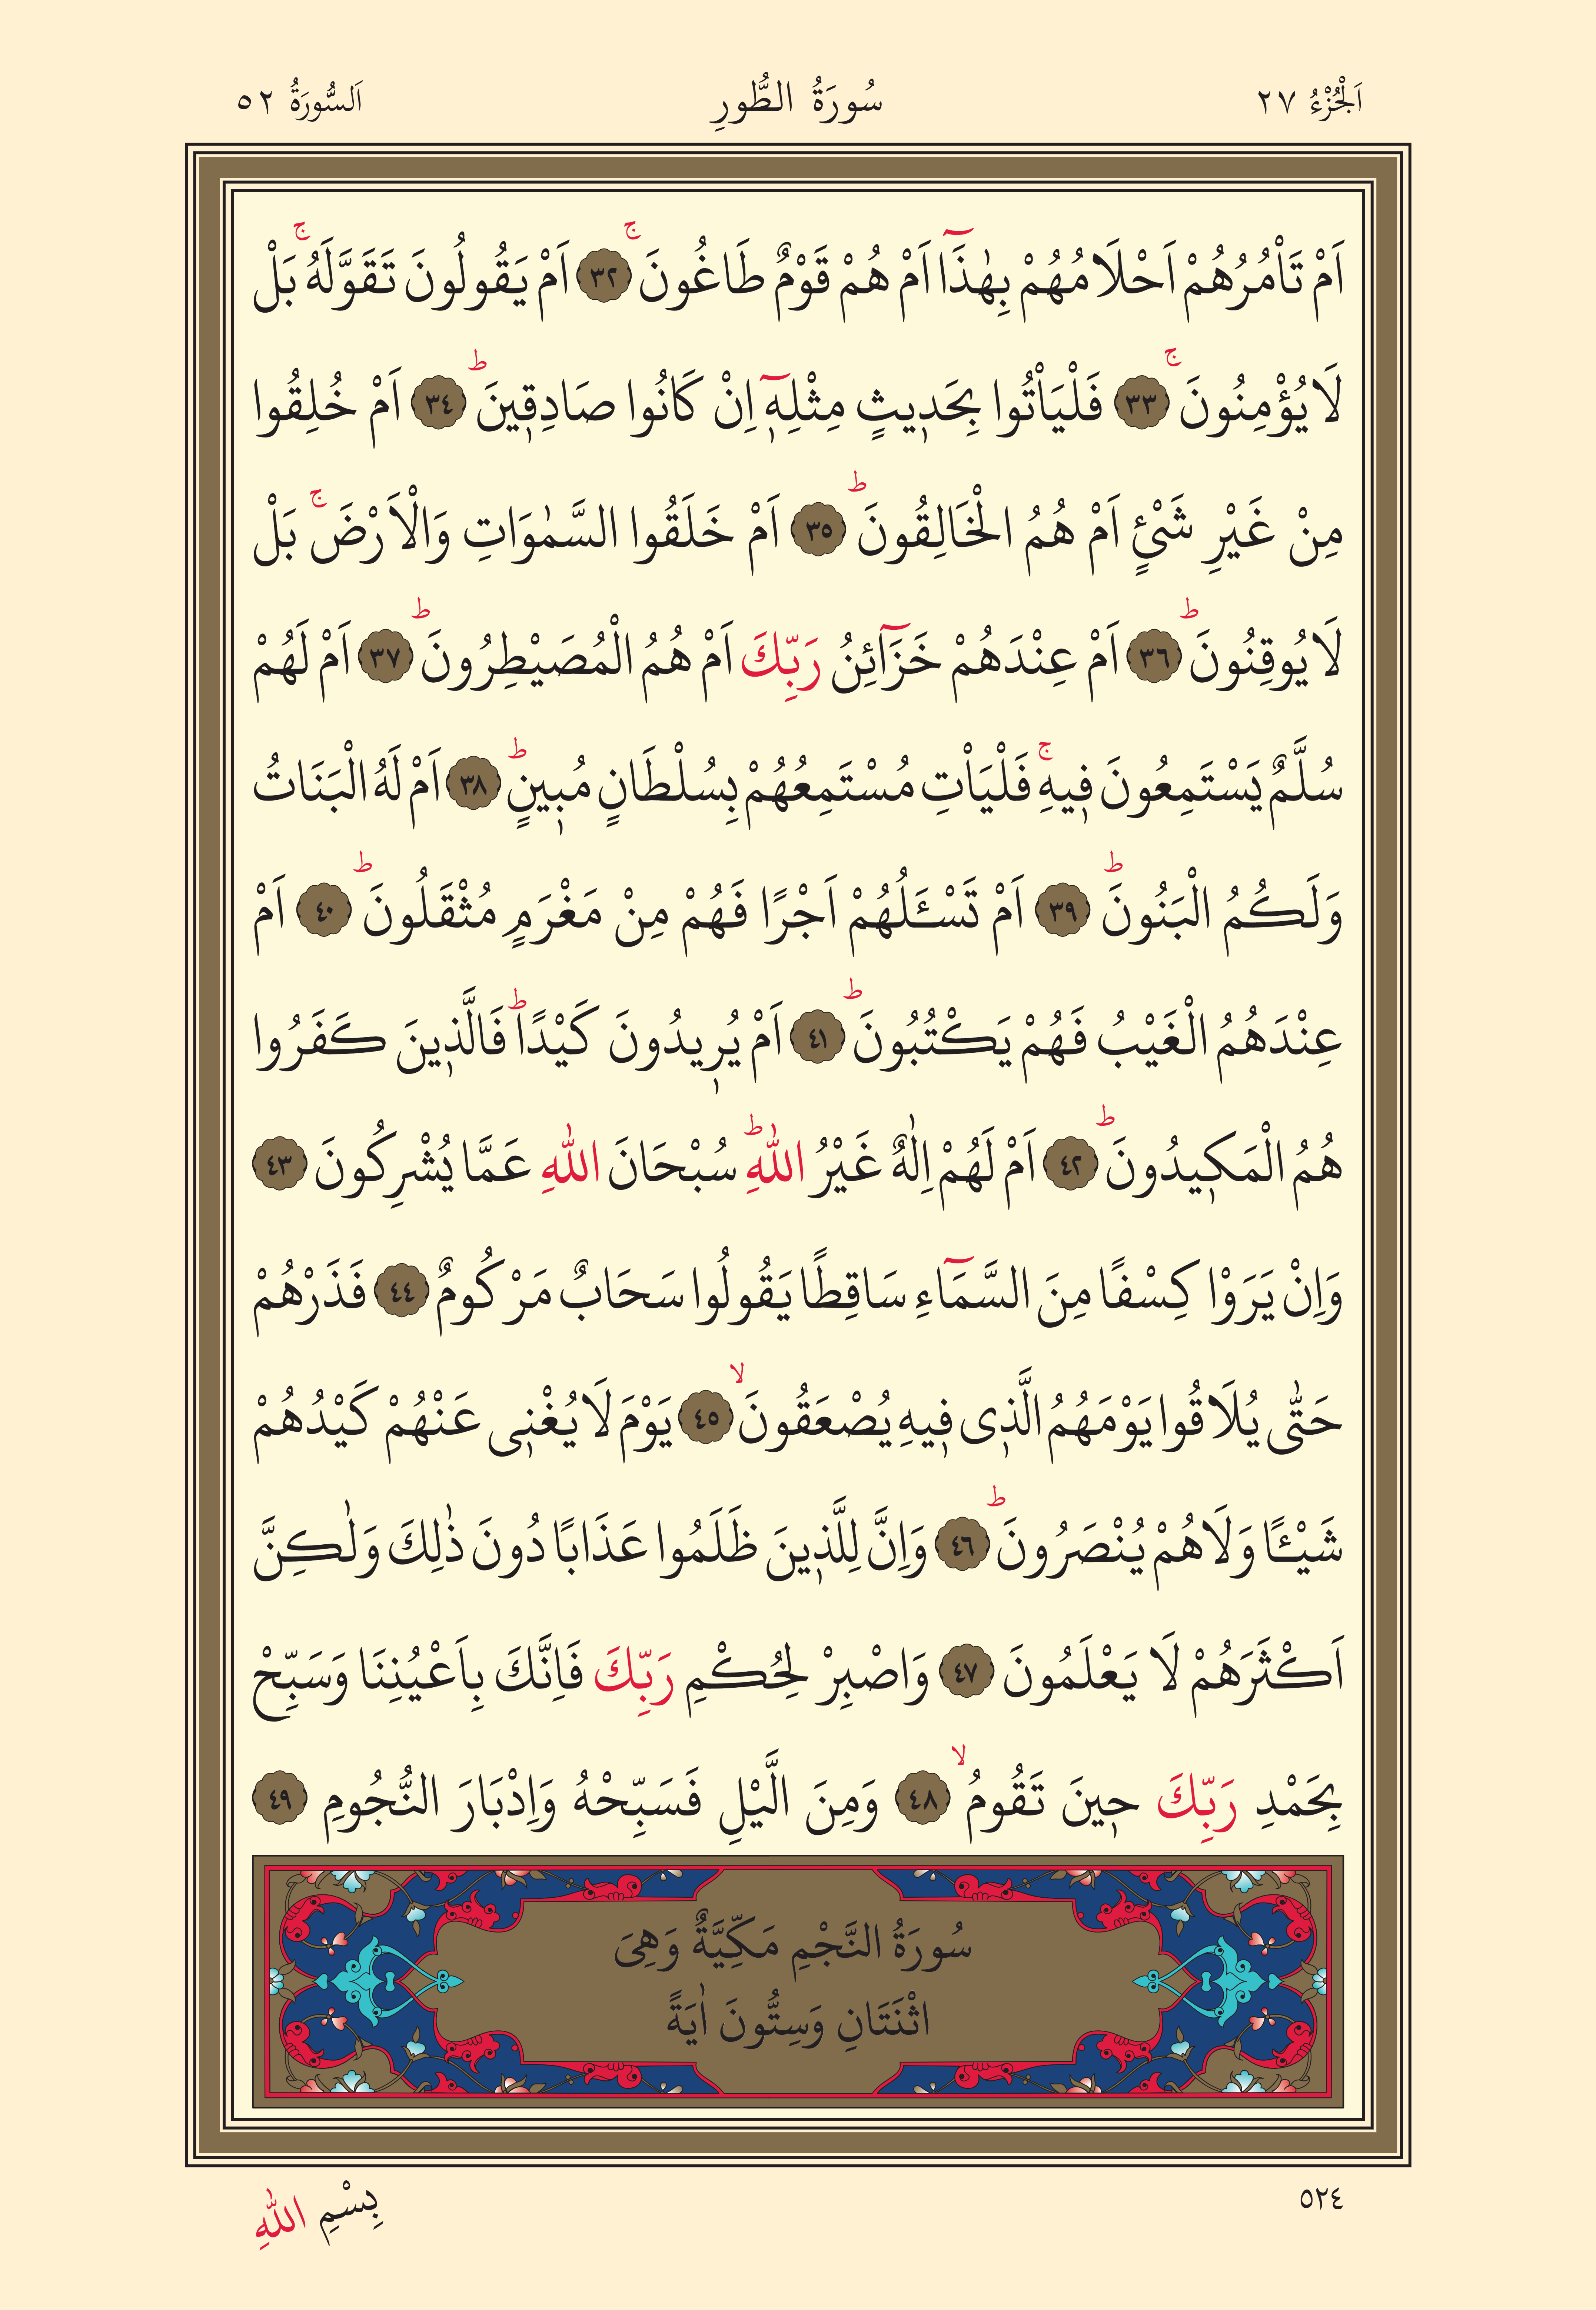 اَلْجُزْءُ ٢٧ سُورَةُ الطُّورِ اَلسُّورَةُ ٥٢
اَمْ تَأْمُرُهُمْ اَحْلَامُهُمْ بِهٰذَٓا اَمْ هُمْ قَوْمٌ طَاغُونَۚ ٣٢ اَمْ يَقُولُونَ تَقَوَّلَهُۚ بَلْ
لَا يُؤْمِنُونَۚ ٣٣ فَلْيَأْتُوا بِحَد۪يثٍ مِثْلِه۪ٓ اِنْ كَانُوا صَادِق۪ينَۜ ٣٤ اَمْ خُلِقُوا
مِنْ غَيْرِ شَيْءٍ اَمْ هُمُ الْخَالِقُونَۜ ٣٥ اَمْ خَلَقُوا السَّمٰوَاتِ وَالْاَرْضَۚ بَلْ
لَا يُوقِنُونَۜ ٣٦ اَمْ عِنْدَهُمْ خَزَٓائِنُ رَبِّكَ اَمْ هُمُ الْمُصَيْطِرُونَۜ ٣٧ اَمْ لَهُمْ
سُلَّمٌ يَسْتَمِعُونَ ف۪يهِۚ فَلْيَأْتِ مُسْتَمِعُهُمْ بِسُلْطَانٍ مُب۪ينٍۜ ٣٨ اَمْ لَهُ الْبَنَاتُ
وَلَكُمُ الْبَنُونَۜ ٣٩ اَمْ تَسْـَٔلُهُمْ اَجْرًا فَهُمْ مِنْ مَغْرَمٍ مُثْقَلُونَۜ ٤٠ اَمْ
عِنْدَهُمُ الْغَيْبُ فَهُمْ يَكْتُبُونَۜ ٤١ اَمْ يُر۪يدُونَ كَيْدًاۜ فَالَّذ۪ينَ كَفَرُوا
هُمُ الْمَك۪يدُونَۜ ٤٢ اَمْ لَهُمْ اِلٰهٌ غَيْرُ اللّٰهِۜ سُبْحَانَ اللّٰهِ عَمَّا يُشْرِكُونَ ٤٣
وَاِنْ يَرَوْا كِسْفًا مِنَ السَّمَٓاءِ سَاقِطًا يَقُولُوا سَحَابٌ مَرْكُومٌ ٤٤ فَذَرْهُمْ
حَتّٰى يُلَاقُوا يَوْمَهُمُ الَّذ۪ى ف۪يهِ يُصْعَقُونَۙ ٤٥ يَوْمَ لَا يُغْن۪ى عَنْهُمْ كَيْدُهُمْ
شَيْـًٔا وَلَا هُمْ يُنْصَرُونَۜ ٤٦ وَاِنَّ لِلَّذ۪ينَ ظَلَمُوا عَذَابًا دُونَ ذٰلِكَ وَلٰكِنَّ
اَكْثَرَهُمْ لَا يَعْلَمُونَ ٤٧ وَاصْبِرْ لِحُكْمِ رَبِّكَ فَاِنَّكَ بِاَعْيُنِنَا وَسَبِّحْ
بِحَمْدِ رَبِّكَ ح۪ينَ تَقُومُۙ ٤٨ وَمِنَ الَّيْلِ فَسَبِّحْهُ وَاِدْبَارَ النُّجُومِ ٤٩
سُورَةُ النَّجْمِ مَكِّيَّةٌ وَهِىَ
اثْنَتَانِ وَسِتُّونَ اٰيَةً
٥٢٤ بِسْمِ اللّٰهِ